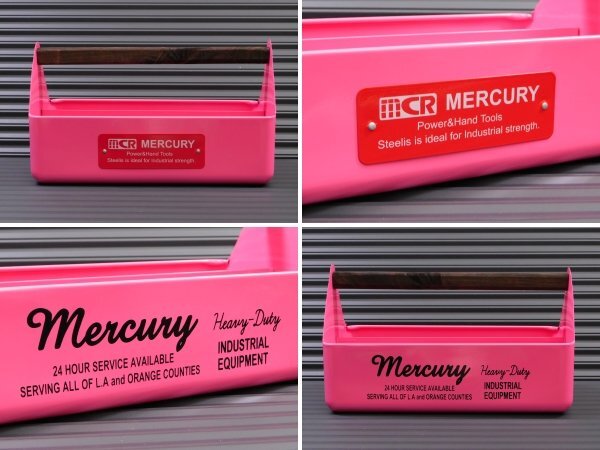 MCR MERCURY
Power&Hand Tools
Steelis is ideal for Industrial strength.
MCR MERCURY
Power&Hand Tools
Steelis is ideal for Industrial strength.
Mercury Heavy-Duty
24 HOUR SERVICE AVAILABLE INDUSTRIAL
SERVING ALL OF L.A and ORANGE COUNTIES EQUIPMENT
Mercury Heavy-Duty
24 HOUR SERVICE AVAILABLE INDUSTRIAL
SERVING ALL OF L.A and ORANGE COUNTIES EQUIPMENT